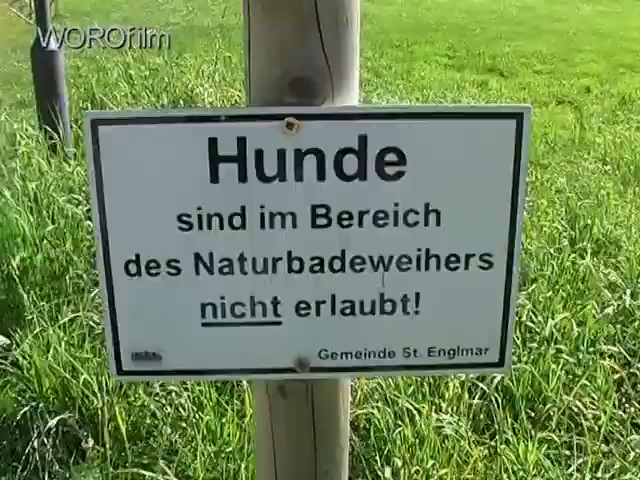 WOROfilm
Hunde
sind im Bereich
des Naturbadeweihers
nicht erlaubt!
Gemeinde St. Englmar